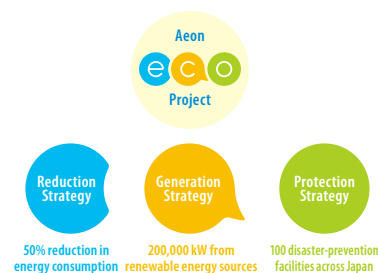 Aeon
eco
Project
Reduction
Strategy
Generation
Strategy
Protection
Strategy
50% reduction in
energy consumption
200,000 kW from
renewable energy sources
100 disaster-prevention
facilities across Japan